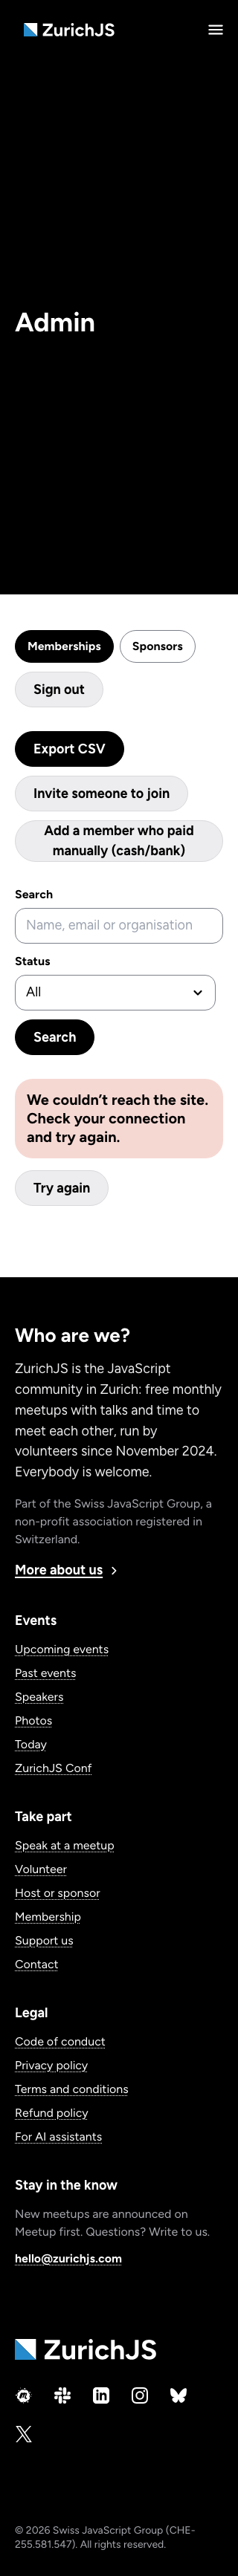 ZurichJS
Admin
Memberships
Sponsors
Sign out
Export CSV
Invite someone to join
Add a member who paid
manually (cash/bank)
Search
Name, email or organisation
Status
All
Search
We couldn’t reach the site.
Check your connection
and try again.
Try again
Who are we?
ZurichJS is the JavaScript
community in Zurich: free monthly
meetups with talks and time to
meet each other, run by
volunteers since November 2024.
Everybody is welcome.
Part of the Swiss JavaScript Group, a
non-profit association registered in
Switzerland.
More about us
Events
Upcoming events
Past events
Speakers
Photos
Today
ZurichJS Conf
Take part
Speak at a meetup
Volunteer
Host or sponsor
Membership
Support us
Contact
Legal
Code of conduct
Privacy policy
Terms and conditions
Refund policy
For AI assistants
Stay in the know
New meetups are announced on
Meetup first. Questions? Write to us.
hello@zurichjs.com
ZurichJS
© 2026 Swiss JavaScript Group (CHE-
255.581.547). All rights reserved.